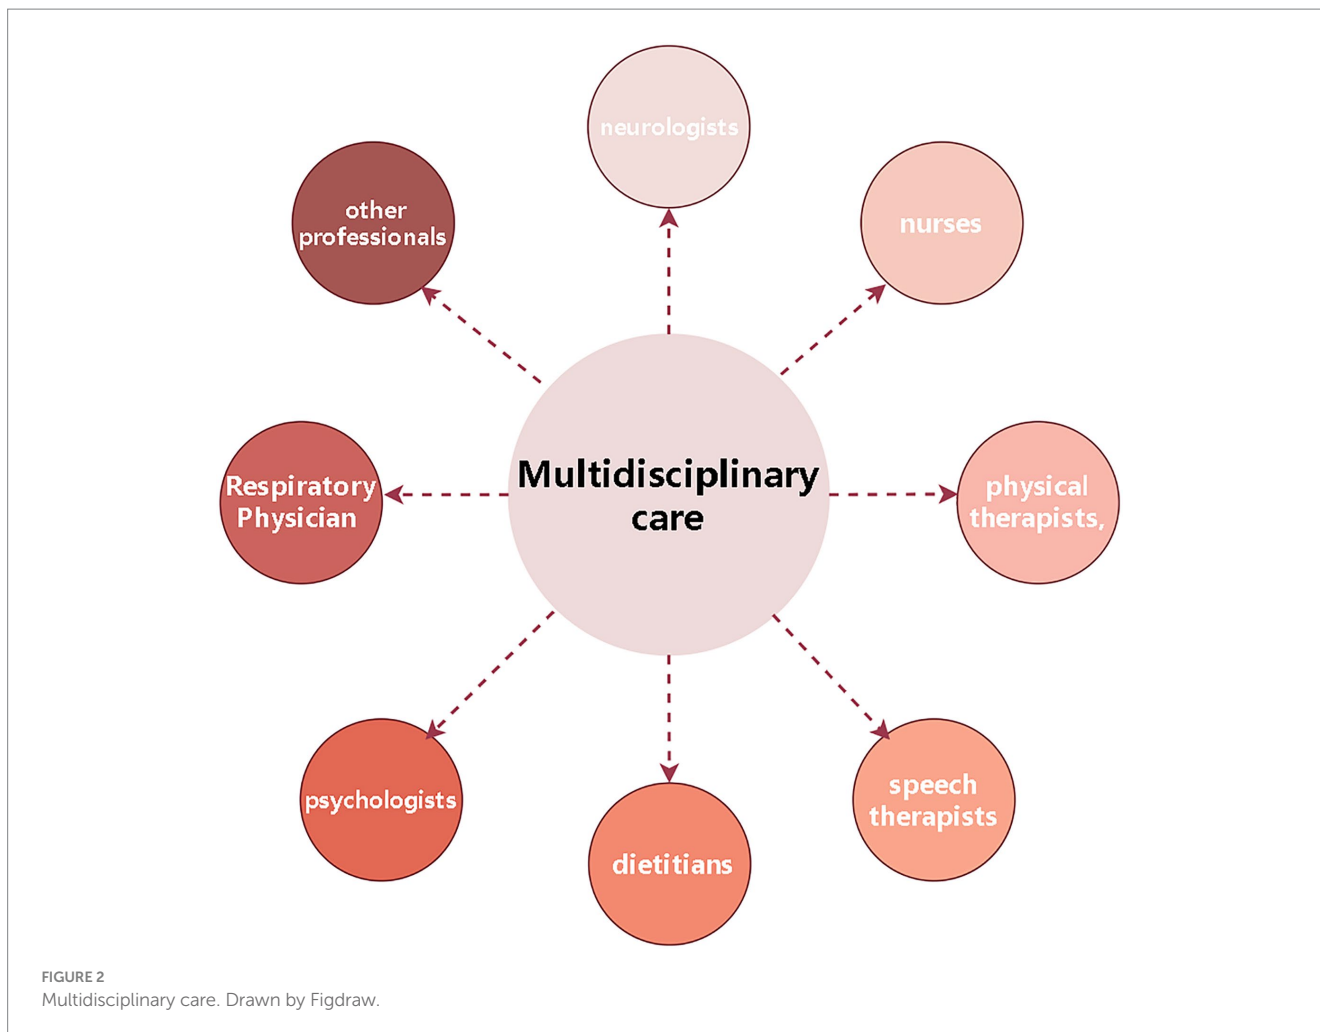 neurologists
nurses
other
professionals
Multidisciplinary
care
Respiratory
Physician
physical
therapists,
psychologists
dietitians
speech
therapists
FIGURE 2
Multidisciplinary care. Drawn by Figdraw.